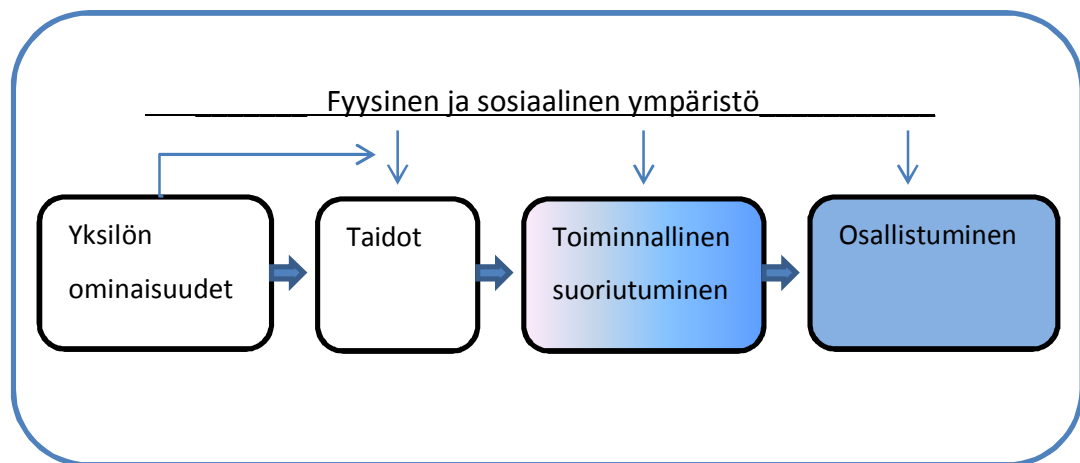 Fyysinen ja sosiaalinen ympäristö
Yksilön
ominaisuudet
Taidot
Toiminnallinen
suoriutuminen
Osallistuminen